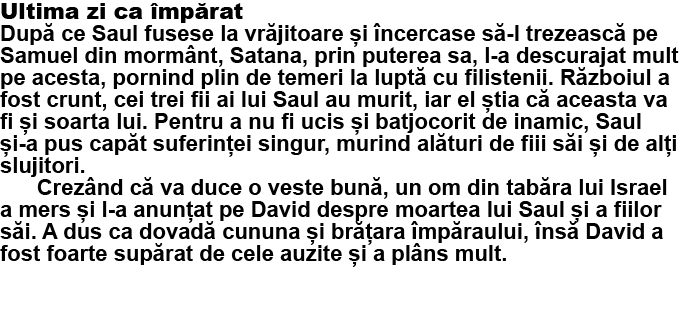 Ultima zi ca împărat
După ce Saul fusese la vrăjitoare și încercase să-l trezească pe
Samuel din mormânt, Satana, prin puterea sa, l-a descurajat mult
pe acesta, pornind plin de temeri la luptă cu filistenii. Războiul a
fost crunt, cei trei fii ai lui Saul au murit, iar el știa că aceasta va
fi și soarta lui. Pentru a nu fi ucis și batjocorit de inamic, Saul
și-a pus capăt suferinței singur, murind alături de fiii săi și de alți
slujitori.
Crezând că va duce o veste bună, un om din tabăra lui Israel
a mers și l-a anunțat pe David despre moartea lui Saul și a fiilor
săi. A dus ca dovadă cununa și brățara împăraului, însă David a
fost foarte supărat de cele auzite și a plâns mult.